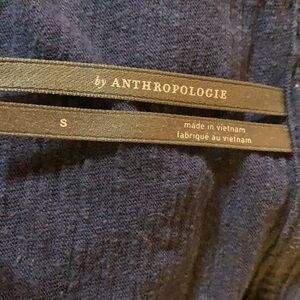 by ANTHROPOLOGIE
S
made in vietnam
fabriqué au vietnam